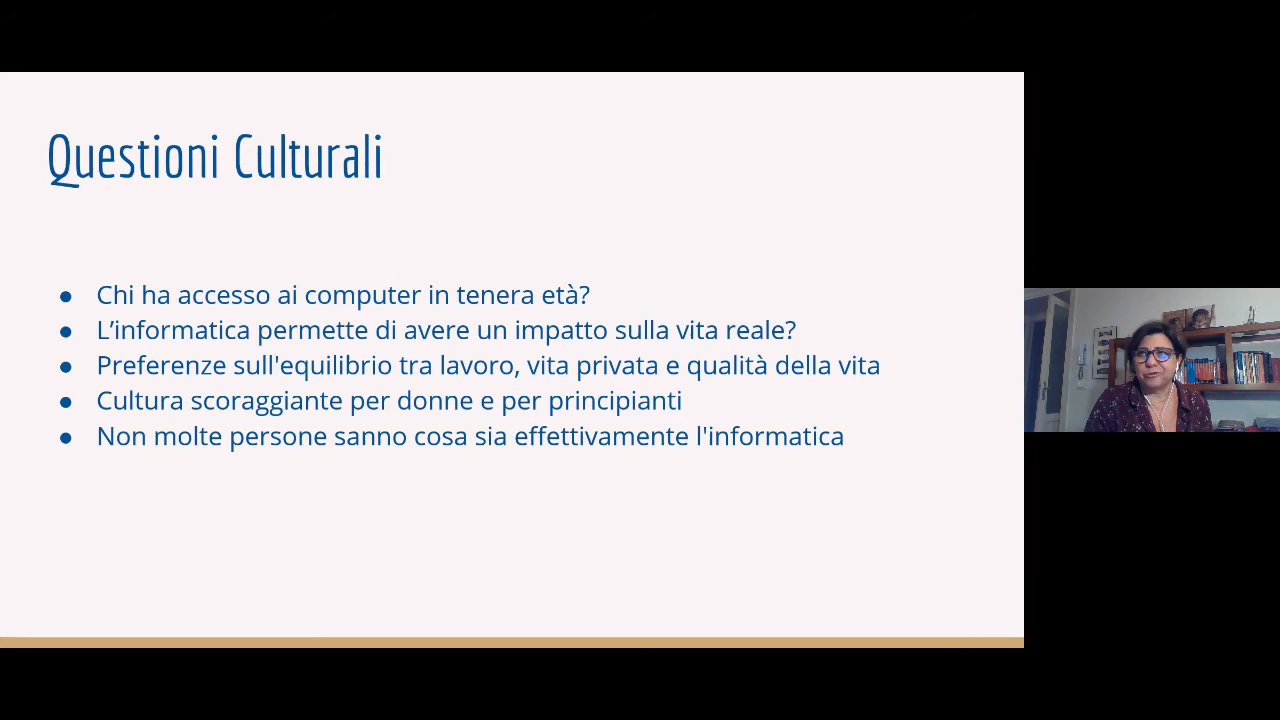 Questioni Culturali
● Chi ha accesso ai computer in tenera età?
● L’informatica permette di avere un impatto sulla vita reale?
● Preferenze sull'equilibrio tra lavoro, vita privata e qualità della vita
● Cultura scoraggiante per donne e per principianti
● Non molte persone sanno cosa sia effettivamente l'informatica